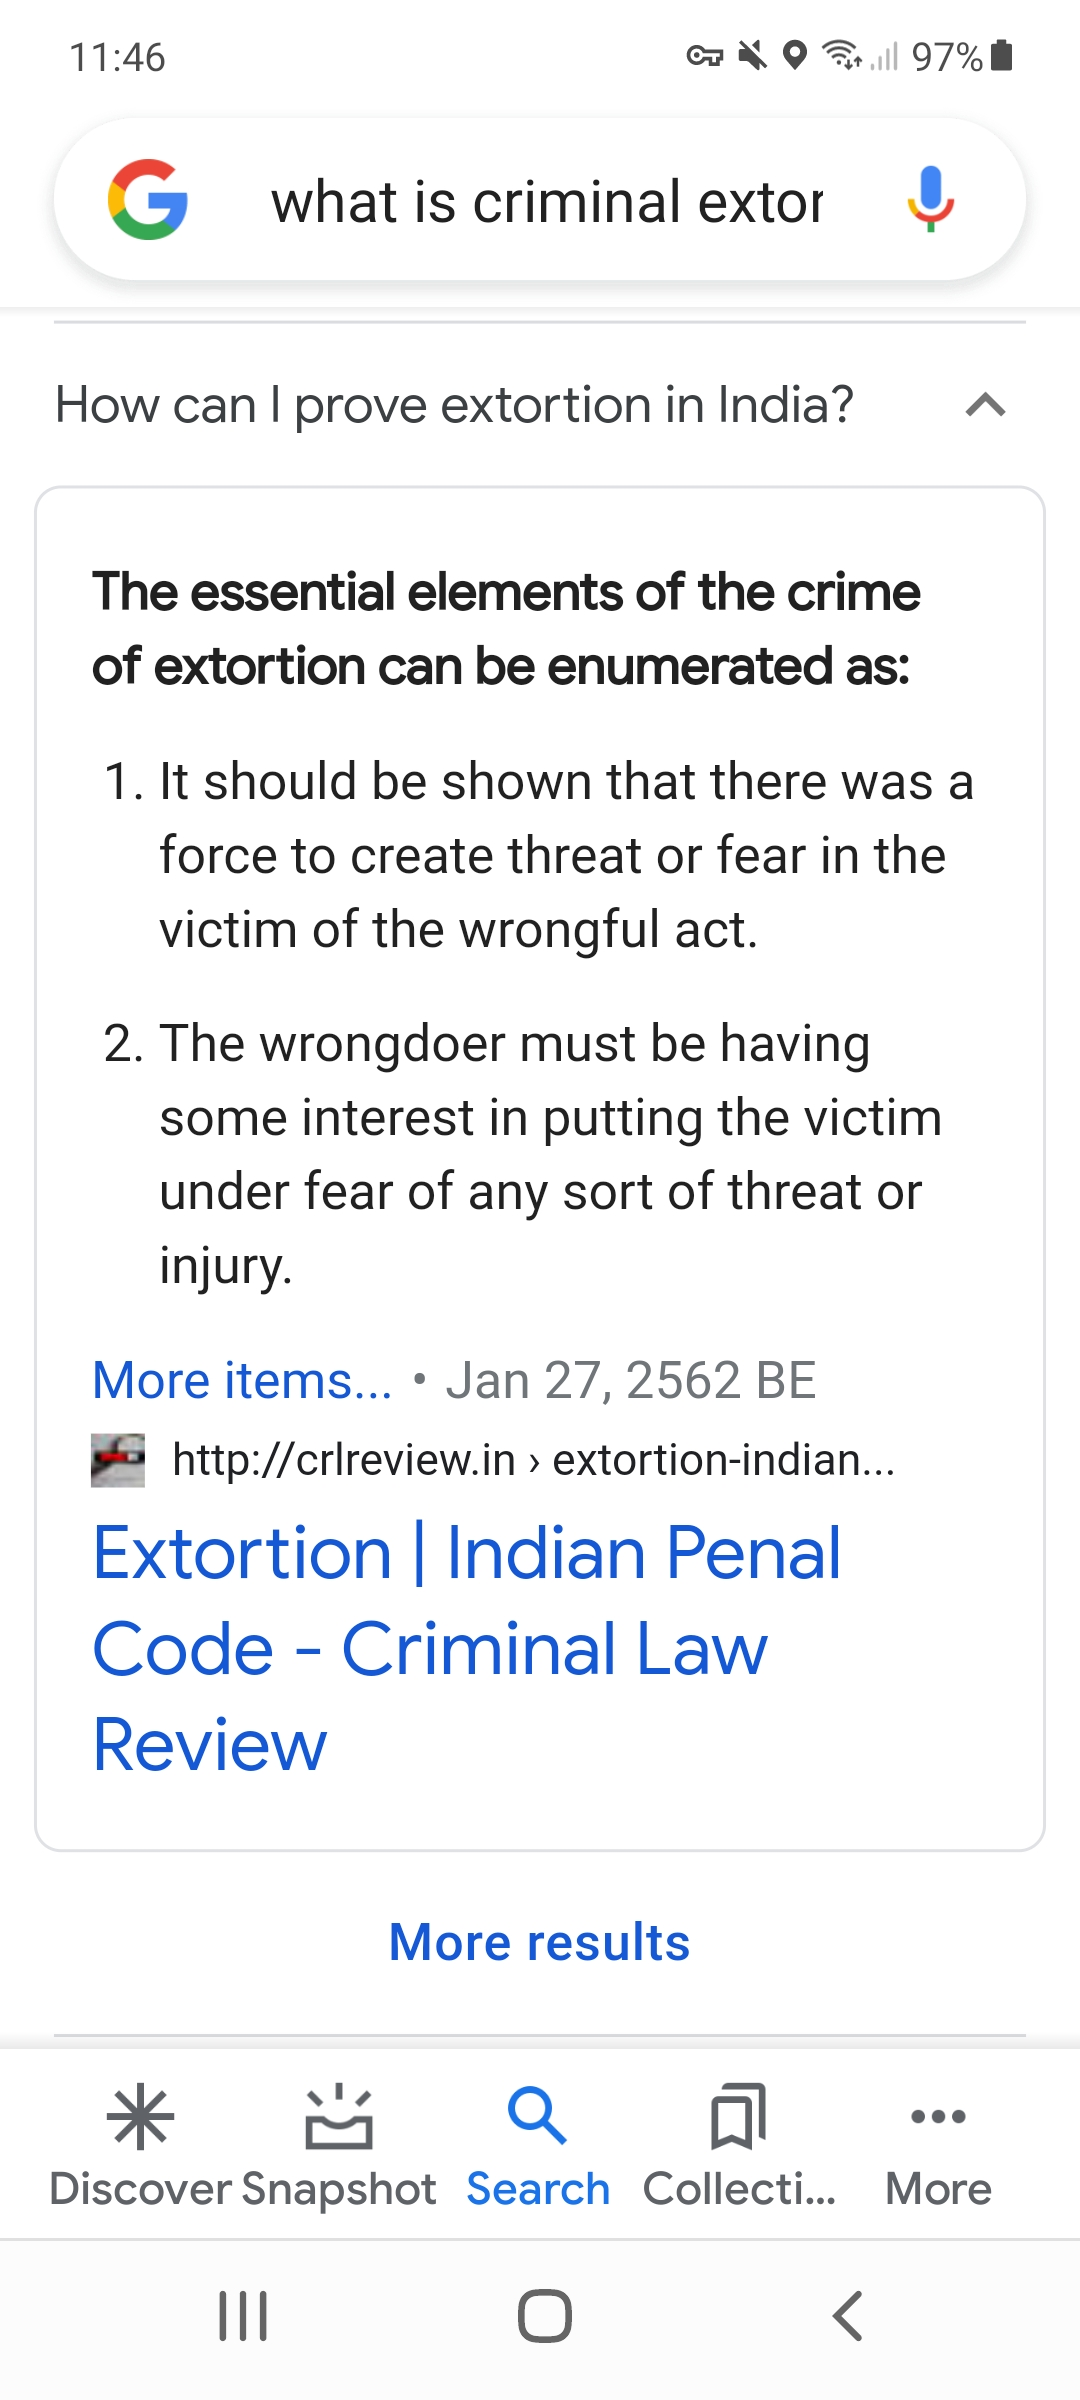 11:46 97%
what is criminal extor
How can I prove extortion in India?
The essential elements of the crime
of extortion can be enumerated as:
1. It should be shown that there was a
force to create threat or fear in the
victim of the wrongful act.
2. The wrongdoer must be having
some interest in putting the victim
under fear of any sort of threat or
injury.
More items... • Jan 27, 2562 BE
http://crlreview.in › extortion-indian...
Extortion | Indian Penal
Code - Criminal Law
Review
More results
Discover Snapshot Search Collecti... More